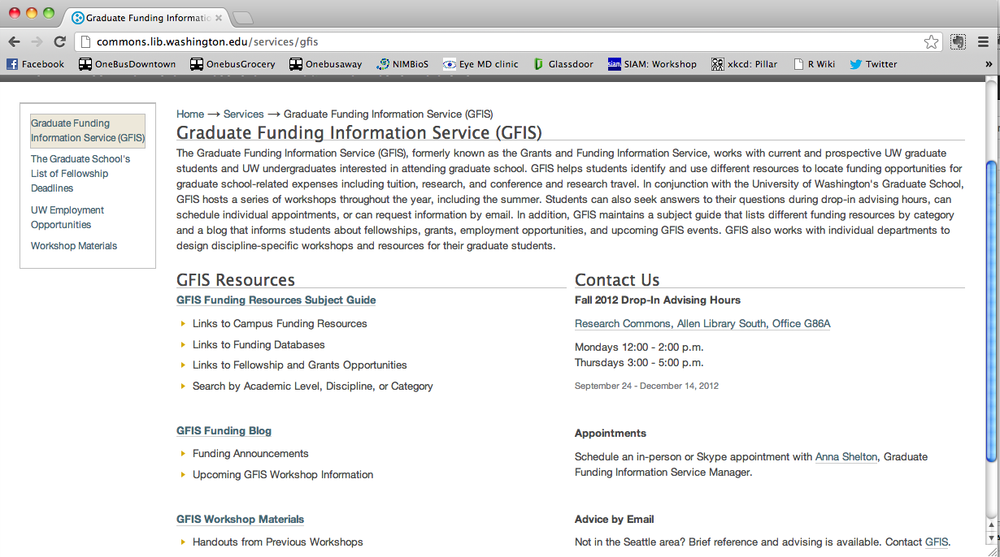 Graduate Funding Informatio
commons.lib.washington.edu/services/gfis
Facebook OneBusDowntown OnebusGrocery Onebusaway NIMBioS Eye MD clinic Glassdoor siam SIAM: Workshop xkcd: Pillar R Wiki Twitter »
Graduate Funding
Information Service (GFIS)
The Graduate School's
List of Fellowship
Deadlines
UW Employment
Opportunities
Workshop Materials
Home → Services → Graduate Funding Information Service (GFIS)
Graduate Funding Information Service (GFIS)
The Graduate Funding Information Service (GFIS), formerly known as the Grants and Funding Information Service, works with current and prospective UW graduate
students and UW undergraduates interested in attending graduate school. GFIS helps students identify and use different resources to locate funding opportunities for
graduate school-related expenses including tuition, research, and conference and research travel. In conjunction with the University of Washington's Graduate School,
GFIS hosts a series of workshops throughout the year, including the summer. Students can also seek answers to their questions during drop-in advising hours, can
schedule individual appointments, or can request information by email. In addition, GFIS maintains a subject guide that lists different funding resources by category
and a blog that informs students about fellowships, grants, employment opportunities, and upcoming GFIS events. GFIS also works with individual departments to
design discipline-specific workshops and resources for their graduate students.
GFIS Resources
GFIS Funding Resources Subject Guide
Links to Campus Funding Resources
Links to Funding Databases
Links to Fellowship and Grants Opportunities
Search by Academic Level, Discipline, or Category
GFIS Funding Blog
Funding Announcements
Upcoming GFIS Workshop Information
GFIS Workshop Materials
Handouts from Previous Workshops
Contact Us
Fall 2012 Drop-In Advising Hours
Research Commons, Allen Library South, Office G86A
Mondays 12:00 - 2:00 p.m.
Thursdays 3:00 - 5:00 p.m.
September 24 - December 14, 2012
Appointments
Schedule an in-person or Skype appointment with Anna Shelton, Graduate
Funding Information Service Manager.
Advice by Email
Not in the Seattle area? Brief reference and advising is available. Contact GFIS.